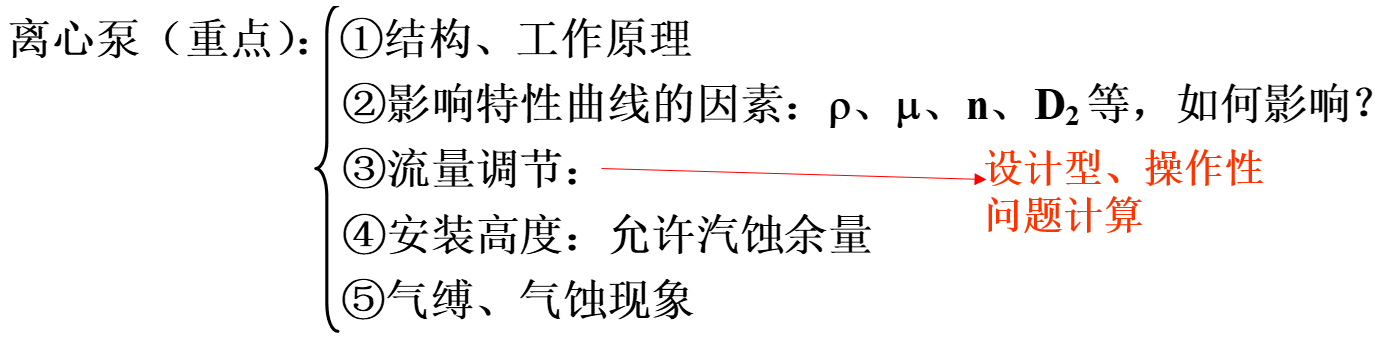 离心泵（重点）：
①结构、工作原理
②影响特性曲线的因素：ρ、μ、n、D₂等，如何影响？
③流量调节：
设计型、操作性
问题计算
④安装高度：允许汽蚀余量
⑤气缚、气蚀现象